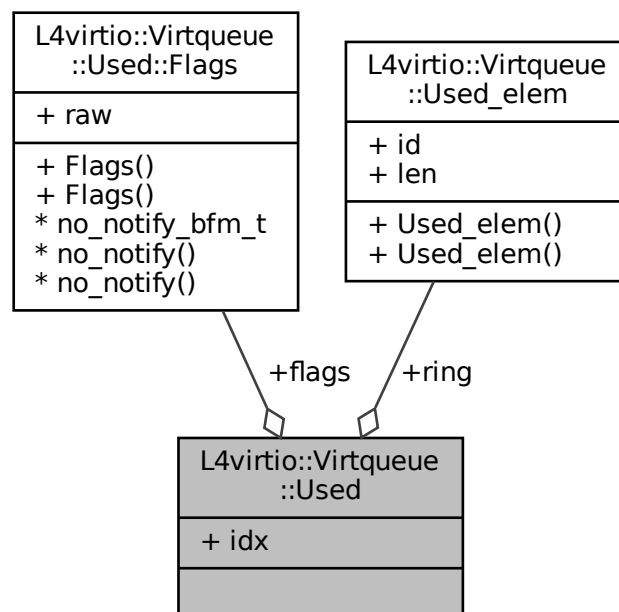 L4virtio::Virtqueue
::Used::Flags
+ raw
+ Flags()
+ Flags()
* no_notify_bfm_t
* no_notify()
* no_notify()
L4virtio::Virtqueue
::Used_elem
+ id
+ len
+ Used_elem()
+ Used_elem()
+flags
+ring
L4virtio::Virtqueue
::Used
+ idx